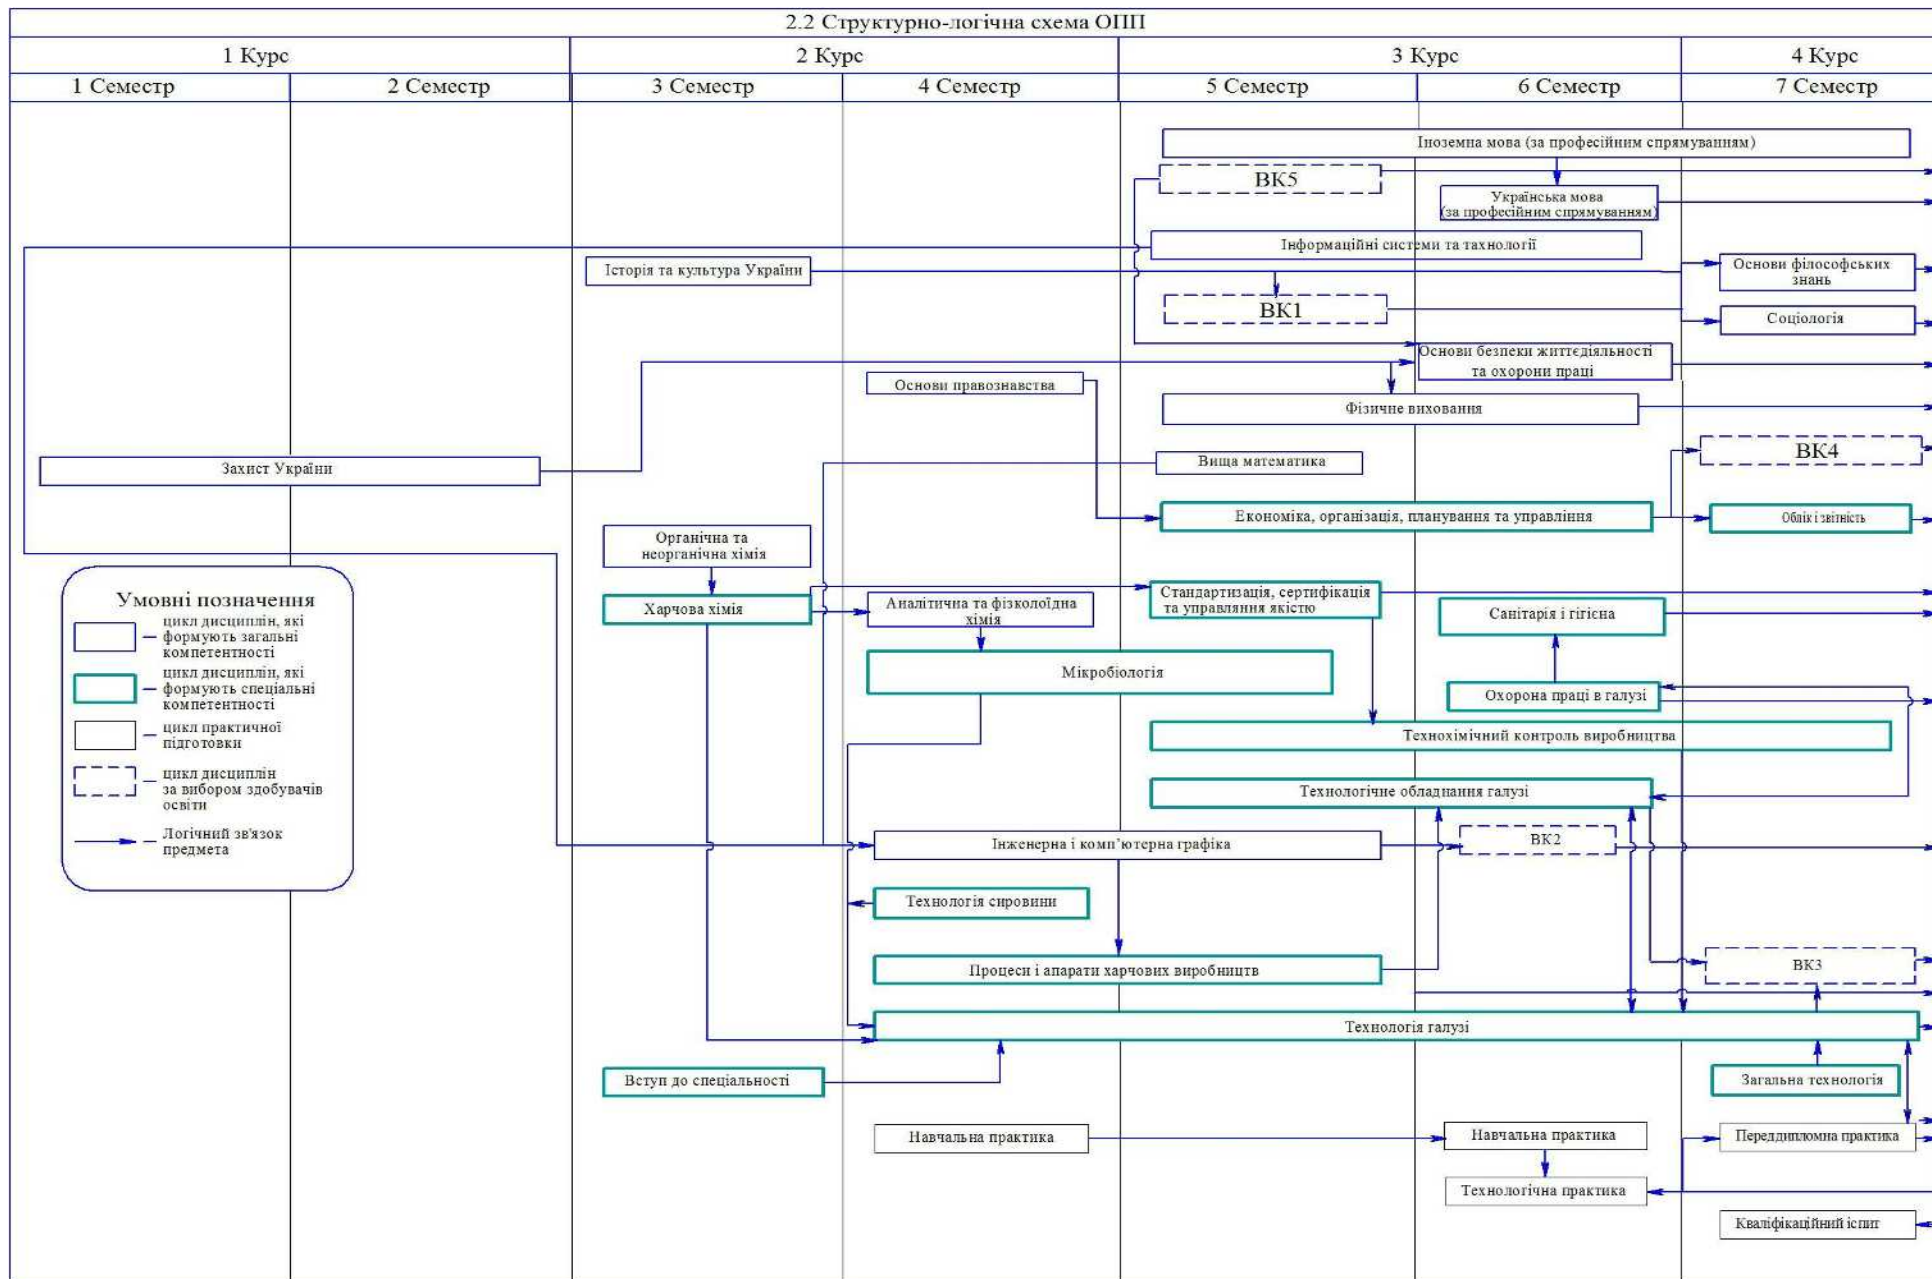 2.2 Структурно-логічна схема ОПП
1 Курс
2 Курс
3 Курс
4 Курс
1 Семестр
2 Семестр
3 Семестр
4 Семестр
5 Семестр
6 Семестр
7 Семестр
Іноземна мова (за професійним спрямуванням)
ВК5
Українська мова
(за професійним спрямуванням)
Інформаційні системи та тахнології
Історія та культура України
Основи філософських
знань
ВК1
Соціологія
Основи безпеки життєдіяльності
та охорони праці
Основи правознавства
Фізичне виховання
ВК4
Захист України
Вища математика
Економіка, організація, планування та управління
Облік і звітність
Органічна та
неорганічна хімія
Умовні позначення
цикл дисциплін, які
— формують загальні
компетентності
цикл дисциплін, які
— формують спеціальні
компетентності
— цикл практичної
підготовки
— цикл дисциплін
за вибором здобувачів
освіти
— Логічний зв'язок
предмета
Харчова хімія
Аналітична та фізколоїдна
хімія
Стандартизація, сертифікація
та управляння якістю
Санітарія і гігієна
Мікробіологія
Охорона праці в галузі
Технохімічний контроль виробництва
Технологічне обладнання галузі
Інженерна і комп'ютерна графіка
ВК2
Технологія сировини
Процеси і апарати харчових виробництв
ВК3
Технологія галузі
Вступ до спеціальності
Загальна технологія
Навчальна практика
Навчальна практика
Переддипломна практика
Технологічна практика
Кваліфікаційний іспит